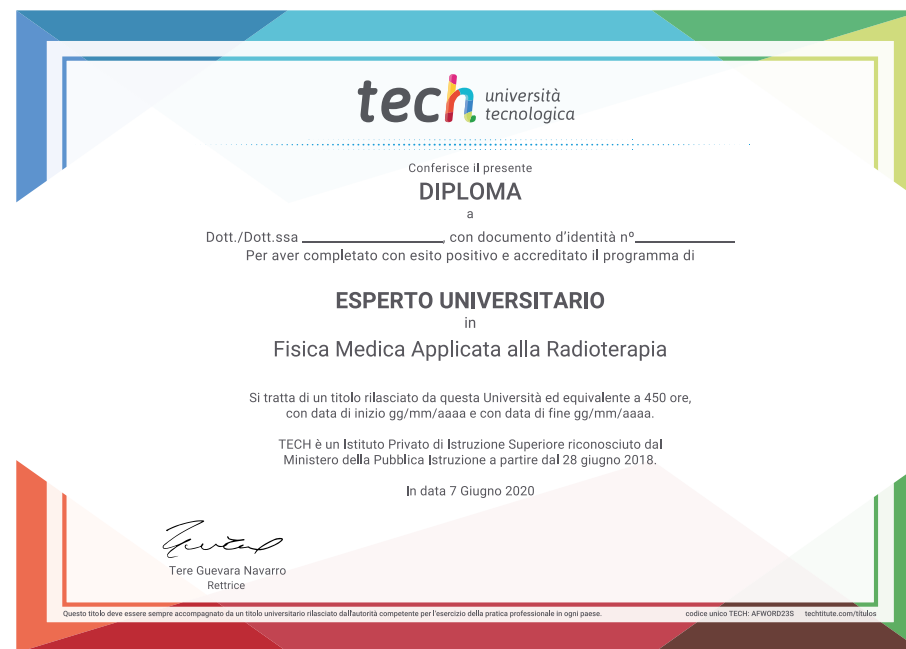 tech università
tecnologica
Conferisce il presente
DIPLOMA
a
Dott./Dott.ssa ____________________, con documento d'identità nº______________
Per aver completato con esito positivo e accreditato il programma di
ESPERTO UNIVERSITARIO
in
Fisica Medica Applicata alla Radioterapia
Si tratta di un titolo rilasciato da questa Università ed equivalente a 450 ore,
con data di inizio gg/mm/aaaa e con data di fine gg/mm/aaaa.
TECH è un Istituto Privato di Istruzione Superiore riconosciuto dal
Ministero della Pubblica Istruzione a partire dal 28 giugno 2018.
In data 7 Giugno 2020
Tere Guevara Navarro
Rettrice
Questo titolo deve essere sempre accompagnato da un titolo universitario rilasciato dall'autorità competente per l'esercizio della pratica professionale in ogni paese. codice unico TECH: AFWORD23S techtitute.com/titulos